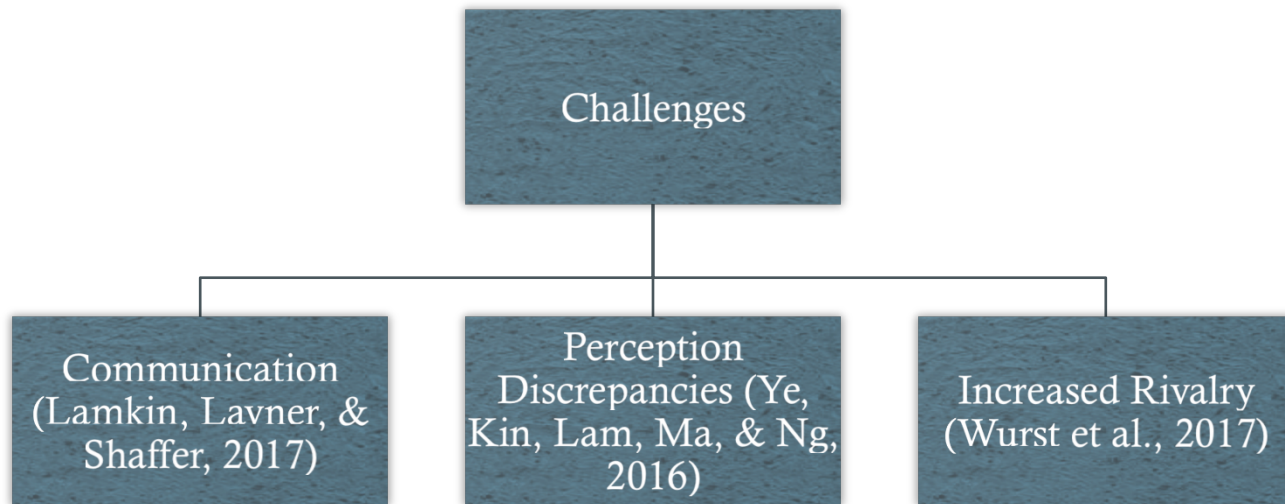 Challenges
Communication
(Lamkin, Lavner, &
Shaffer, 2017)
Perception
Discrepancies (Ye,
Kin, Lam, Ma, & Ng,
2016)
Increased Rivalry
(Wurst et al., 2017)